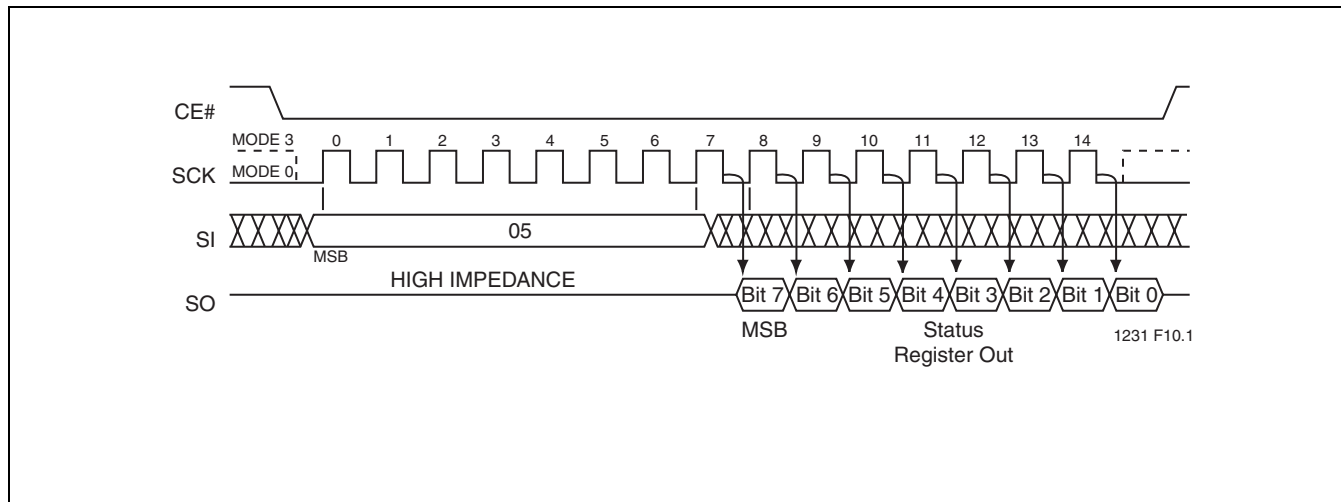 CE#
MODE 3 0 1 2 3 4 5 6 7 8 9 10 11 12 13 14
SCK MODE 0
SI 05
MSB
HIGH IMPEDANCE
SO Bit 7 Bit 6 Bit 5 Bit 4 Bit 3 Bit 2 Bit 1 Bit 0
MSB Status 1231 F10.1
Register Out